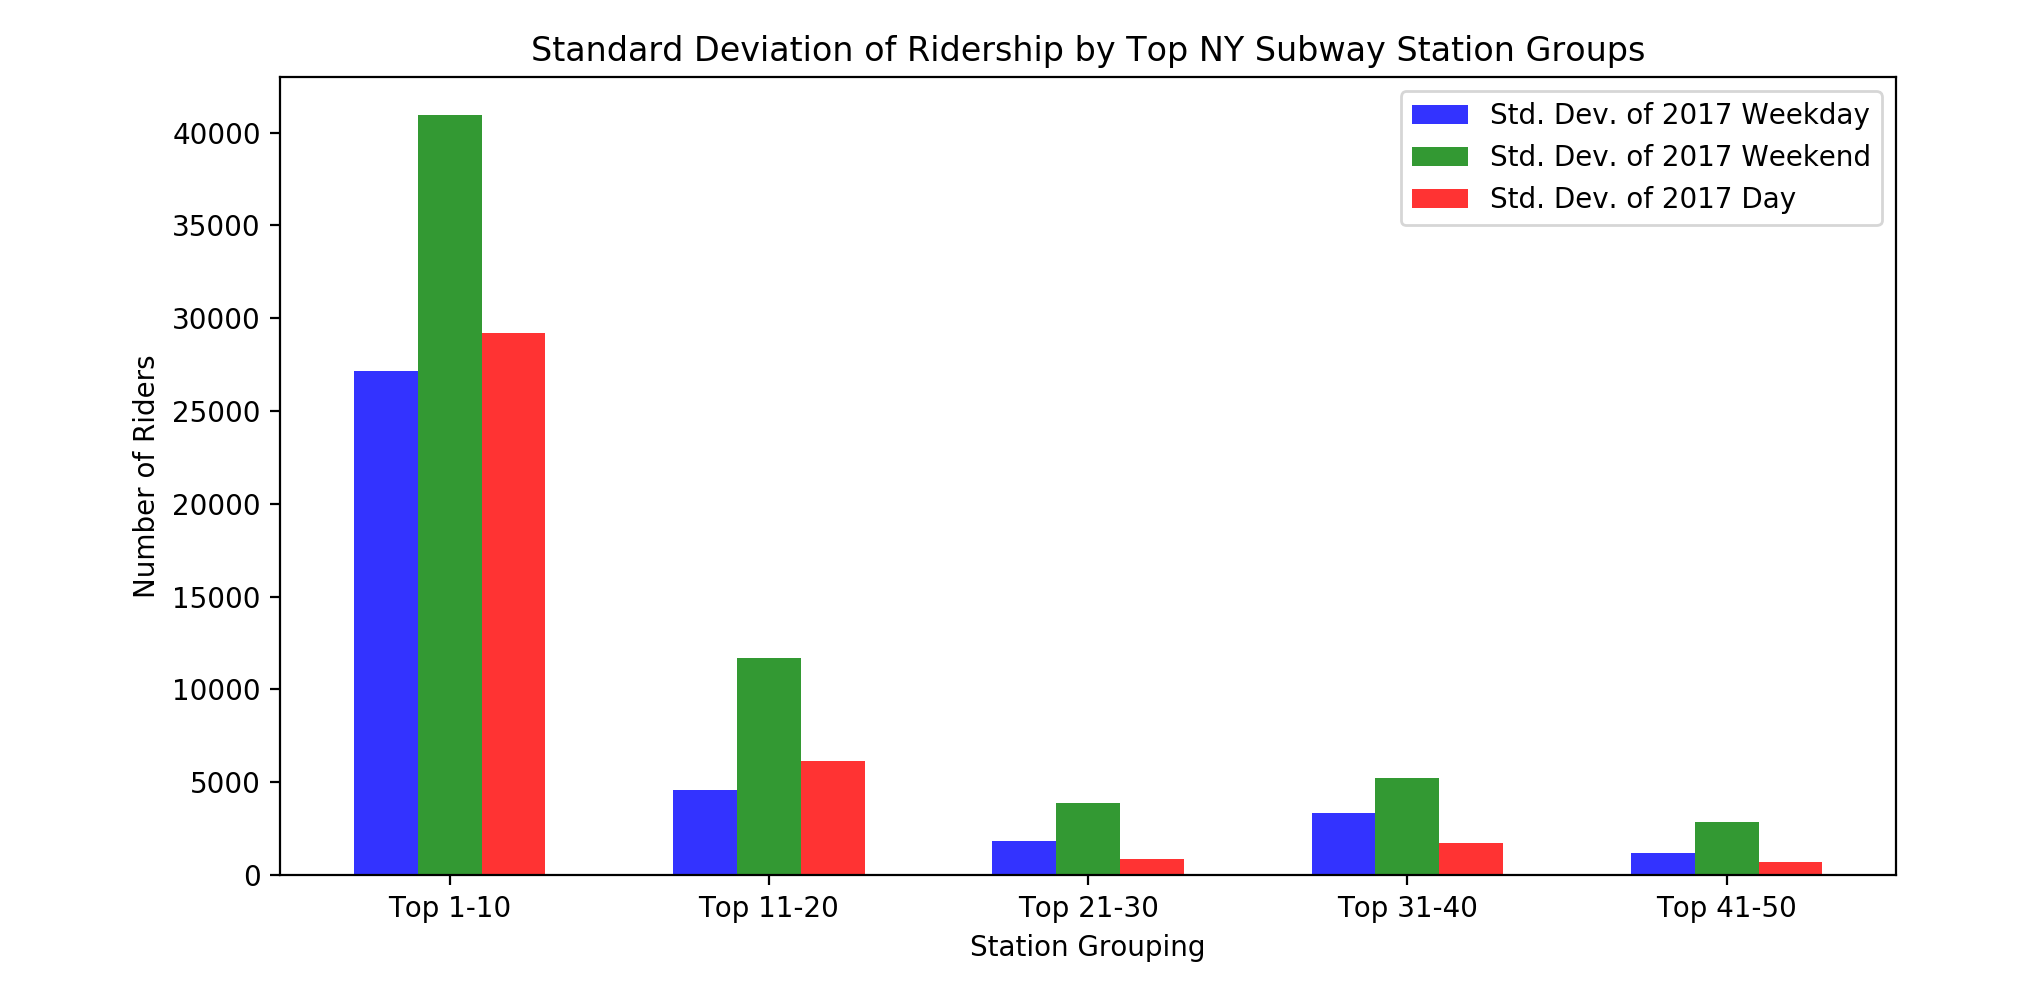 Standard Deviation of Ridership by Top NY Subway Station Groups
Std. Dev. of 2017 Weekday
Std. Dev. of 2017 Weekend
Std. Dev. of 2017 Day
Number of Riders
40000
35000
30000
25000
20000
15000
10000
5000
0
Top 1-10
Top 11-20
Top 21-30
Top 31-40
Top 41-50
Station Grouping